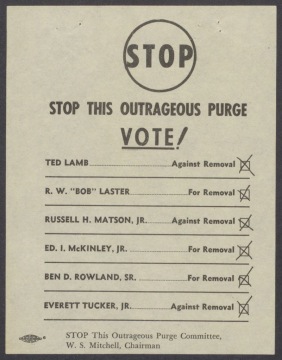 STOP
STOP THIS OUTRAGEOUS PURGE
VOTE!
TED LAMB Against Removal
R. W. "BOB" LASTER For Removal
RUSSELL H. MATSON, JR. Against Removal
ED. I. McKINLEY, JR. For Removal
BEN D. ROWLAND, SR. For Removal
EVERETT TUCKER, JR. Against Removal
STOP This Outrageous Purge Committee,
W. S. Mitchell, Chairman